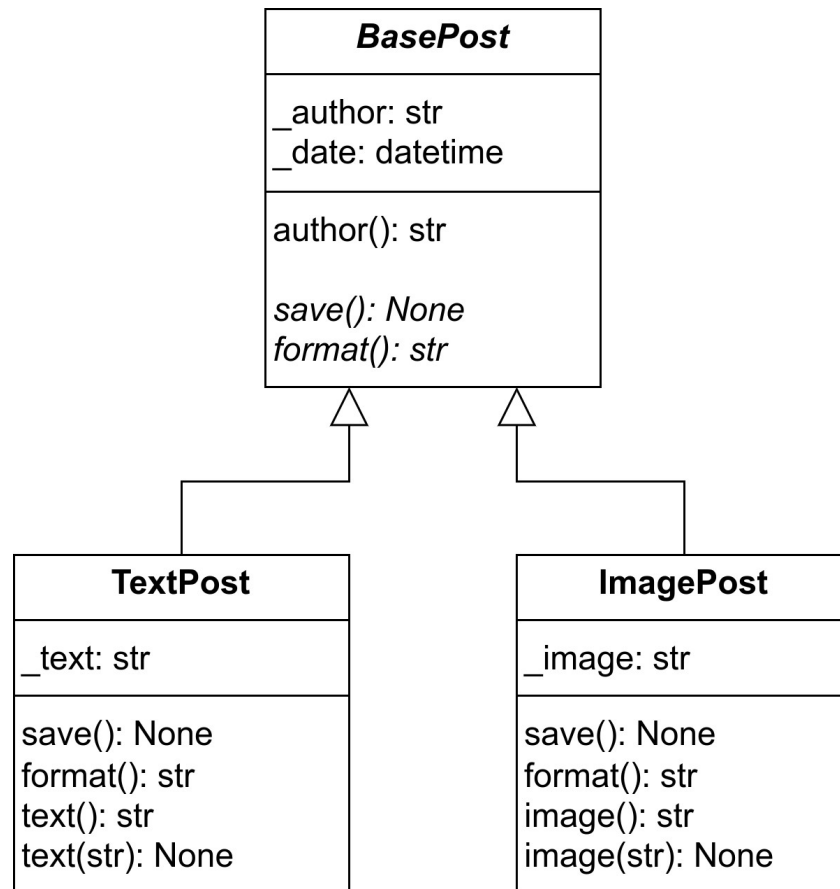 BasePost
_author: str
_date: datetime
author(): str
save(): None
format(): str
TextPost
_text: str
save(): None
format(): str
text(): str
text(str): None
ImagePost
_image: str
save(): None
format(): str
image(): str
image(str): None